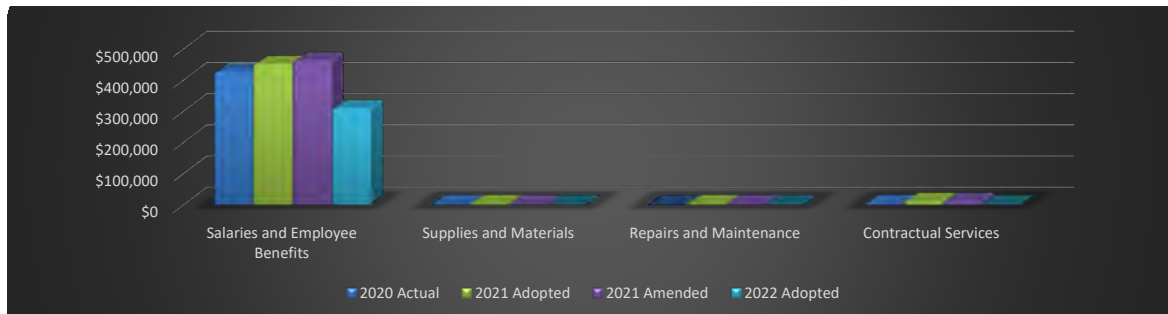 $500,000
$400,000
$300,000
$200,000
$100,000
$0
Salaries and Employee
Benefits
Supplies and Materials
Repairs and Maintenance
Contractual Services
2020 Actual 2021 Adopted 2021 Amended 2022 Adopted